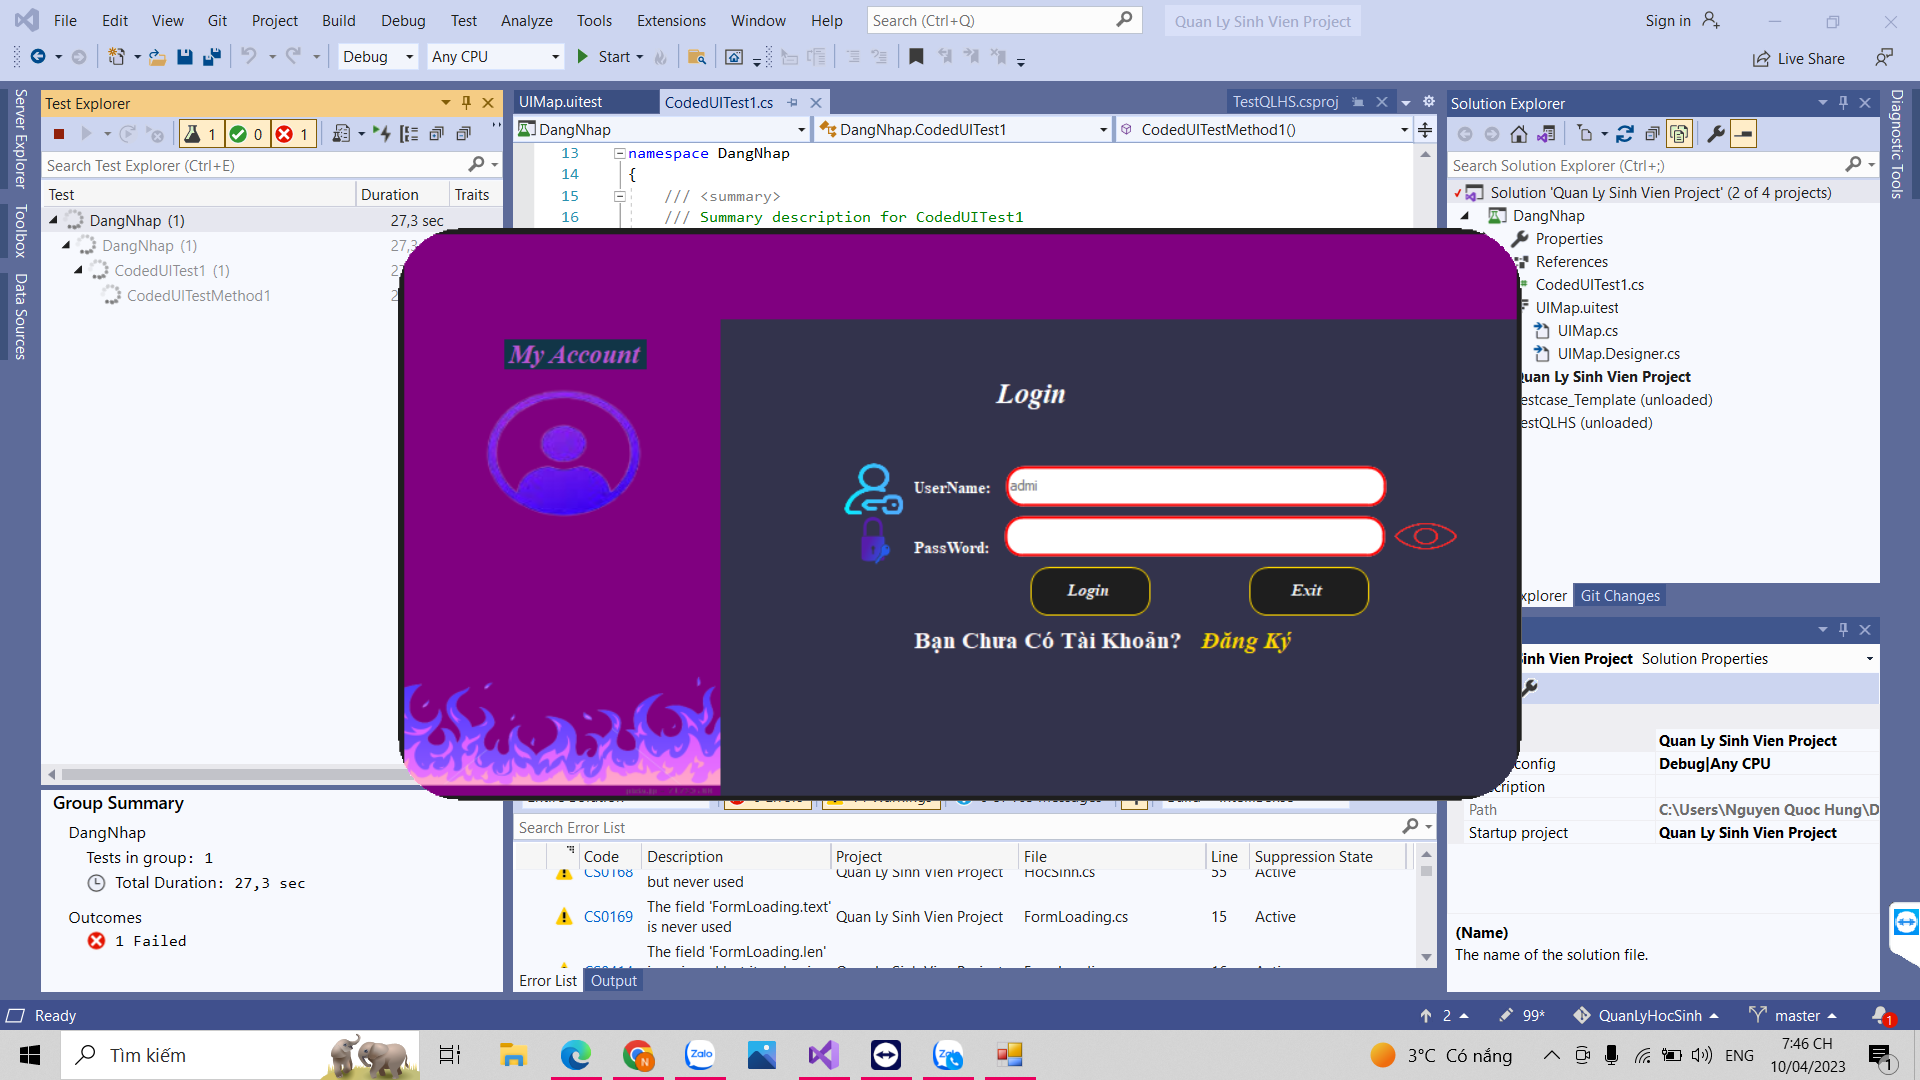 File Edit View Git Project Build Debug Test Analyze Tools Extensions Window Help Search (Ctrl+Q) Quan Ly Sinh Vien Project Sign in
Debug Any CPU Start Live Share
Server Explorer
Toolbox
Data Sources
Test Explorer
1 0 1
Search Test Explorer (Ctrl+E)
Test Duration Traits
DangNhap (1) 27,3 sec
DangNhap (1) 27,3
CodedUITest1 (1)
CodedUITestMethod1
Group Summary
DangNhap
Tests in group: 1
Total Duration: 27,3 sec
Outcomes
1 Failed
UIMap.uitest CodedUITest1.cs TestQLHS.csproj
DangNhap DangNhap.CodedUITest1 CodedUITestMethod1()
13 namespace DangNhap
14 {
15 /// <summary>
16 /// Summary description for CodedUITest1
My Account
Login
UserName: admi
PassWord:
Login Exit
Bạn Chưa Có Tài Khoản? Đăng Ký
Search Error List
Code Description Project File Line Suppression State
CS0168 but never used Quan Ly Sinh Vien Project HocSinh.cs 55 Active
CS0169 The field 'FormLoading.text' is never used Quan Ly Sinh Vien Project FormLoading.cs 15 Active
The field 'FormLoading.len'
Error List Output
Solution Explorer
Search Solution Explorer (Ctrl+;)
Solution 'Quan Ly Sinh Vien Project' (2 of 4 projects)
DangNhap
Properties
References
CodedUITest1.cs
UIMap.uitest
UIMap.cs
UIMap.Designer.cs
Quan Ly Sinh Vien Project
estcase_Template (unloaded)
estQLHS (unloaded)
xplorer Git Changes
inh Vien Project Solution Properties
Quan Ly Sinh Vien Project
config Debug|Any CPU
cription
Path C:\Users\Nguyen Quoc Hung\D
Startup project Quan Ly Sinh Vien Project
(Name)
The name of the solution file.
Diagnostic Tools
Ready 2 99* QuanLyHocSinh master 1
Tìm kiếm Zalo Zalo 3°C Có nắng ENG 7:46 CH
10/04/2023 1